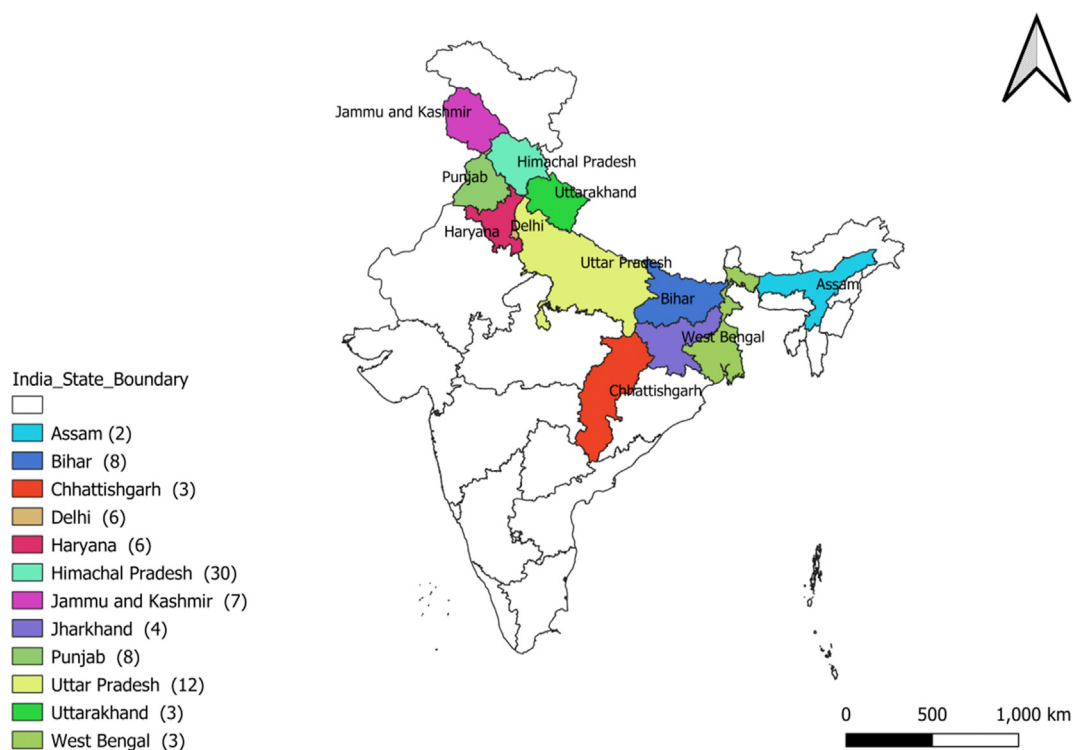 Jammu and Kashmir
Himachal Pradesh
Punjab
Uttarakhand
Haryana
Delhi
Uttar Pradesh
Assam
Bihar
West Bengal
Chhattishgarh
India_State_Boundary
Assam (2)
Bihar (8)
Chhattishgarh (3)
Delhi (6)
Haryana (6)
Himachal Pradesh (30)
Jammu and Kashmir (7)
Jharkhand (4)
Punjab (8)
Uttar Pradesh (12)
Uttarakhand (3)
West Bengal (3)
0 500 1,000 km